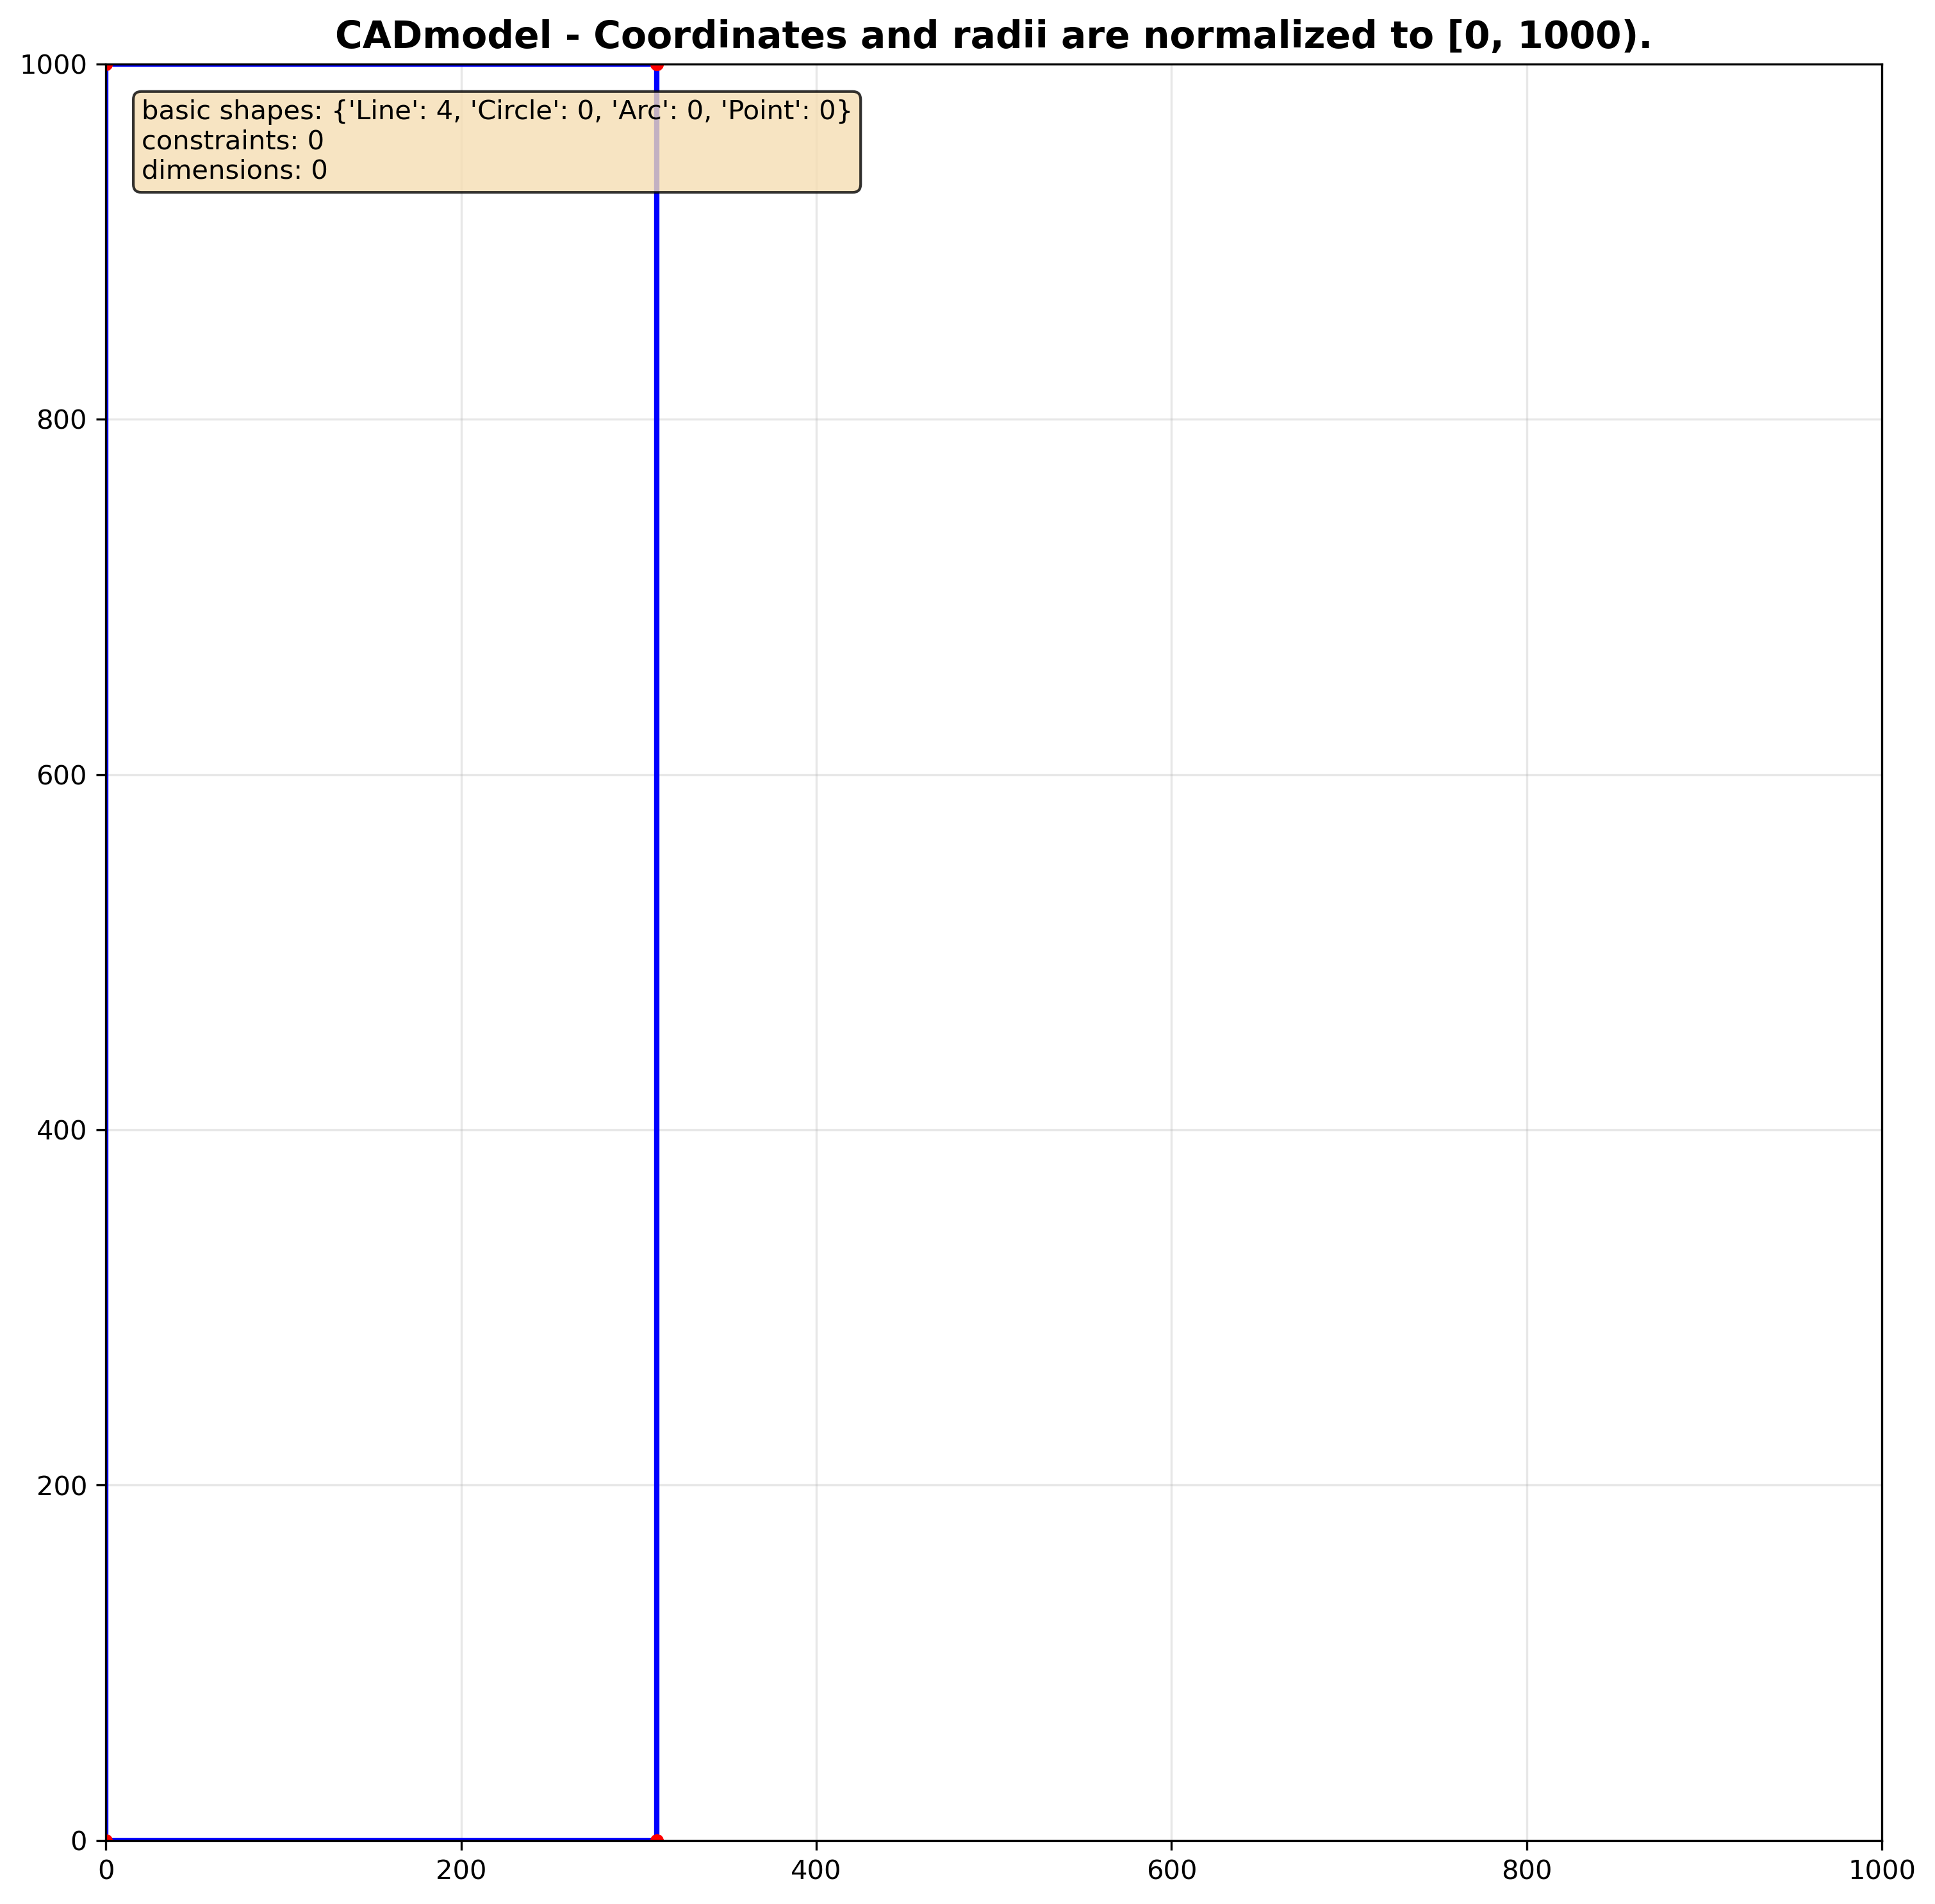 CADmodel - Coordinates and radii are normalized to [0, 1000).
basic shapes: {'Line': 4, 'Circle': 0, 'Arc': 0, 'Point': 0}
constraints: 0
dimensions: 0
1000
800
600
400
200
0
0 200 400 600 800 1000